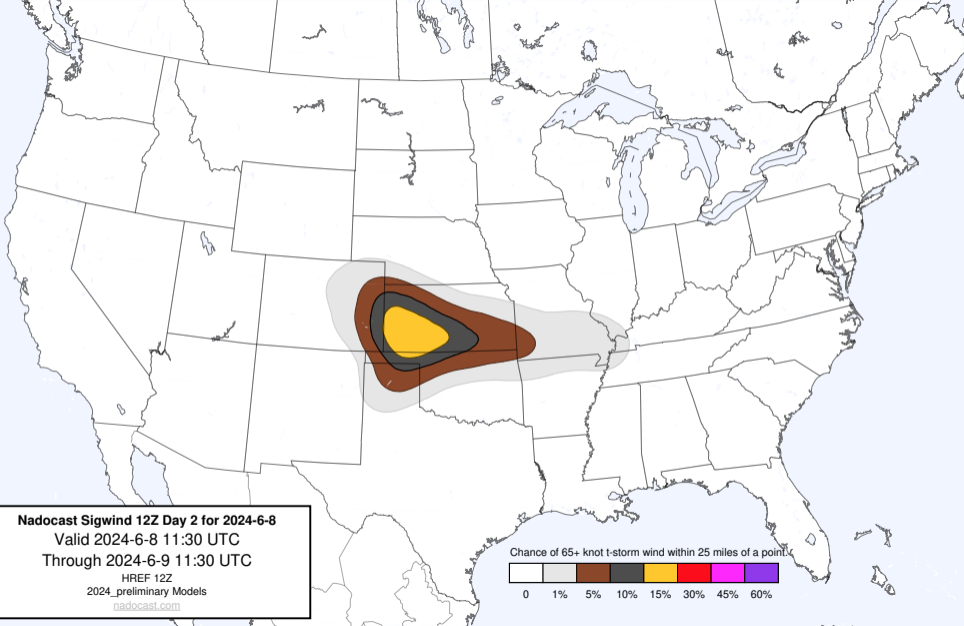 Nadocast Sigwind 12Z Day 2 for 2024-6-8
Valid 2024-6-8 11:30 UTC
Through 2024-6-9 11:30 UTC
HREF 12Z
2024_preliminary Models
nadocast.com
Chance of 65+ knot t-storm wind within 25 miles of a point.
0 1% 5% 10% 15% 30% 45% 60%